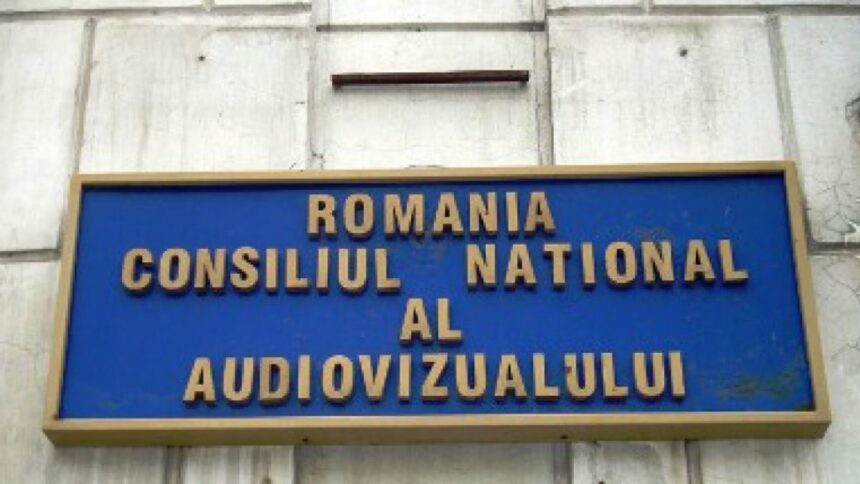 ROMANIA
CONSILIUL NATIONAL
AL
AUDIOVIZUALULUI